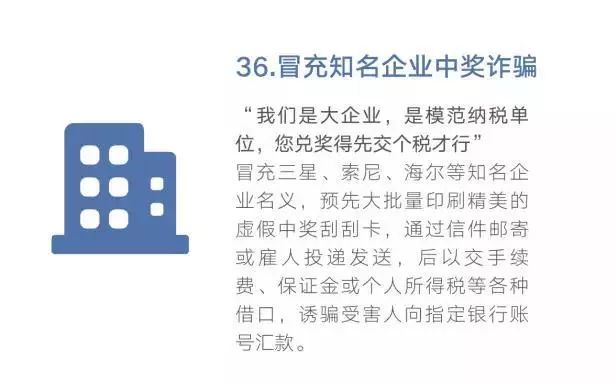 36.冒充知名企业中奖诈骗
“我们是大企业，是模范纳税单
位，您兑奖得先交个税才行”
冒充三星、索尼、海尔等知名企
业名义，预先大批量印刷精美的
虚假中奖刮刮卡，通过信件邮寄
或雇人投递发送，后以交手续
费、保证金或个人所得税等各种
借口，诱骗受害人向指定银行账
号汇款。